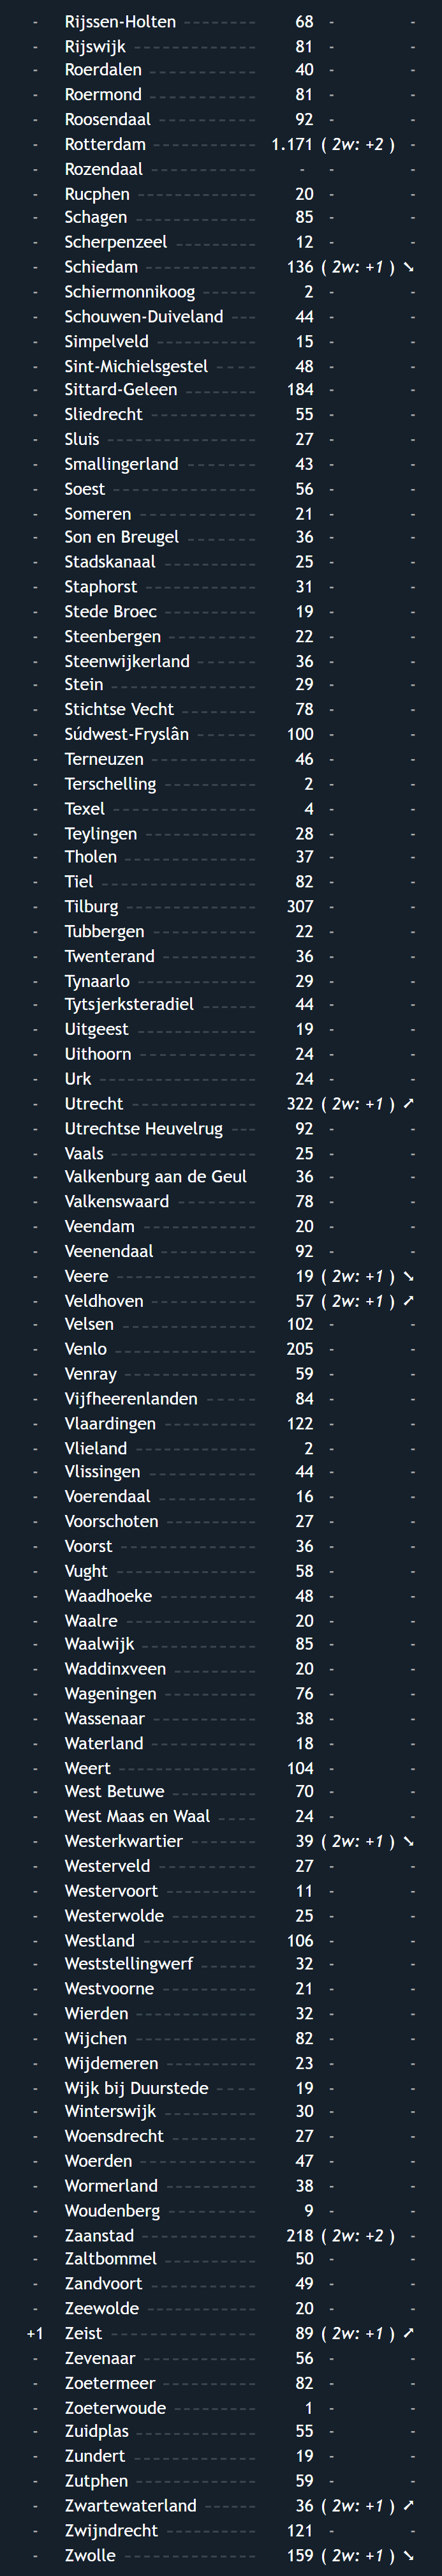 - Rijssen-Holten -------- 68 - -
- Rijswijk ------------- 81 - -
- Roerdalen ----------- 40 - -
- Roermond ----------- 81 - -
- Roosendaal ---------- 92 - -
- Rotterdam ----------- 1.171 ( 2w: +2 ) -
- Rozendaal ----------- - - -
- Rucphen ------------ 20 - -
- Schagen ------------- 85 - -
- Scherpenzeel -------- 12 - -
- Schiedam ------------ 136 ( 2w: +1 ) ➘
- Schiermonnikoog ----- 2 - -
- Schouwen-Duiveland --- 44 - -
- Simpelveld ----------- 15 - -
- Sint-Michielsgestel ---- 48 - -
- Sittard-Geleen ------- 184 - -
- Sliedrecht ----------- 55 - -
- Sluis ---------------- 27 - -
- Smallingerland ------- 43 - -
- Soest --------------- 56 - -
- Someren ------------ 21 - -
- Son en Breugel ------- 36 - -
- Stadskanaal ---------- 25 - -
- Staphorst ------------ 31 - -
- Stede Broec ---------- 19 - -
- Steenbergen --------- 22 - -
- Steenwijkerland ------ 36 - -
- Stein --------------- 29 - -
- Stichtse Vecht -------- 78 - -
- Súdwest-Fryslân ------ 100 - -
- Terneuzen ----------- 46 - -
- Terschelling ---------- 2 - -
- Texel --------------- 4 - -
- Teylingen ------------ 28 - -
- Tholen -------------- 37 - -
- Tiel ----------------- 82 - -
- Tilburg -------------- 307 - -
- Tubbergen ----------- 22 - -
- Twenterand ---------- 36 - -
- Tynaarlo ------------ 29 - -
- Tytsjerksteradiel ------ 44 - -
- Uitgeest ------------ 19 - -
- Uithoorn ------------ 24 - -
- Urk ---------------- 24 - -
- Utrecht ------------- 322 ( 2w: +1 ) ➚
- Utrechtse Heuvelrug --- 92 - -
- Vaals --------------- 25 - -
- Valkenburg aan de Geul 36 - -
- Valkenswaard -------- 78 - -
- Veendam ------------ 20 - -
- Veenendaal ---------- 92 - -
- Veere --------------- 19 ( 2w: +1 ) ➘
- Veldhoven ----------- 57 ( 2w: +1 ) ➚
- Velsen -------------- 102 - -
- Venlo --------------- 205 - -
- Venray -------------- 59 - -
- Vijfheerenlanden ------ 84 - -
- Vlaardingen ---------- 122 - -
- Vlieland ------------- 2 - -
- Vlissingen ----------- 44 - -
- Voerendaal ---------- 16 - -
- Voorschoten --------- 27 - -
- Voorst -------------- 36 - -
- Vught --------------- 58 - -
- Waadhoeke ---------- 48 - -
- Waalre -------------- 20 - -
- Waalwijk ------------ 85 - -
- Waddinxveen -------- 20 - -
- Wageningen ---------- 76 - -
- Wassenaar ----------- 38 - -
- Waterland ----------- 18 - -
- Weert --------------- 104 - -
- West Betuwe --------- 70 - -
- West Maas en Waal ---- 24 - -
- Westerkwartier ------- 39 ( 2w: +1 ) ➘
- Westerveld ---------- 27 - -
- Westervoort --------- 11 - -
- Westerwolde --------- 25 - -
- Westland ------------ 106 - -
- Weststellingwerf ------ 32 - -
- Westvoorne ---------- 21 - -
- Wierden ------------- 32 - -
- Wijchen ------------- 82 - -
- Wijdemeren --------- 23 - -
- Wijk bij Duurstede ---- 19 - -
- Winterswijk ---------- 30 - -
- Woensdrecht --------- 27 - -
- Woerden ------------ 47 - -
- Wormerland --------- 38 - -
- Woudenberg --------- 9 - -
- Zaanstad ------------ 218 ( 2w: +2 ) -
- Zaltbommel ---------- 50 - -
- Zandvoort ----------- 49 - -
- Zeewolde ----------- 20 - -
+1 Zeist --------------- 89 ( 2w: +1 ) ➚
- Zevenaar ------------ 56 - -
- Zoetermeer ---------- 82 - -
- Zoeterwoude --------- 1 - -
- Zuidplas ------------- 55 - -
- Zundert ------------- 19 - -
- Zutphen ------------- 59 - -
- Zwartewaterland ------ 36 ( 2w: +1 ) ➚
- Zwijndrecht ---------- 121 - -
- Zwolle -------------- 159 ( 2w: +1 ) ➘